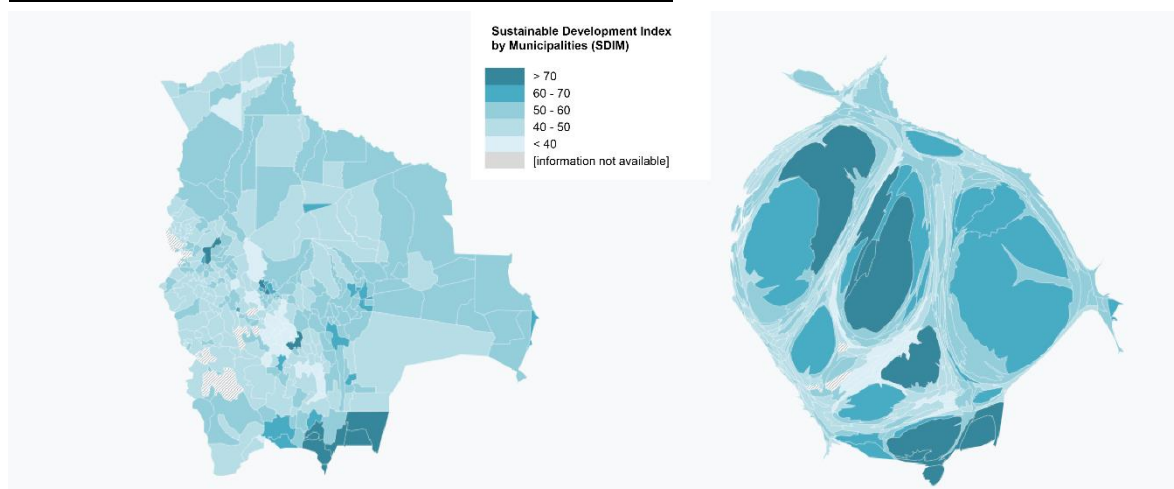 Sustainable Development Index
by Municipalities (SDIM)
> 70
60 - 70
50 - 60
40 - 50
< 40
[information not available]